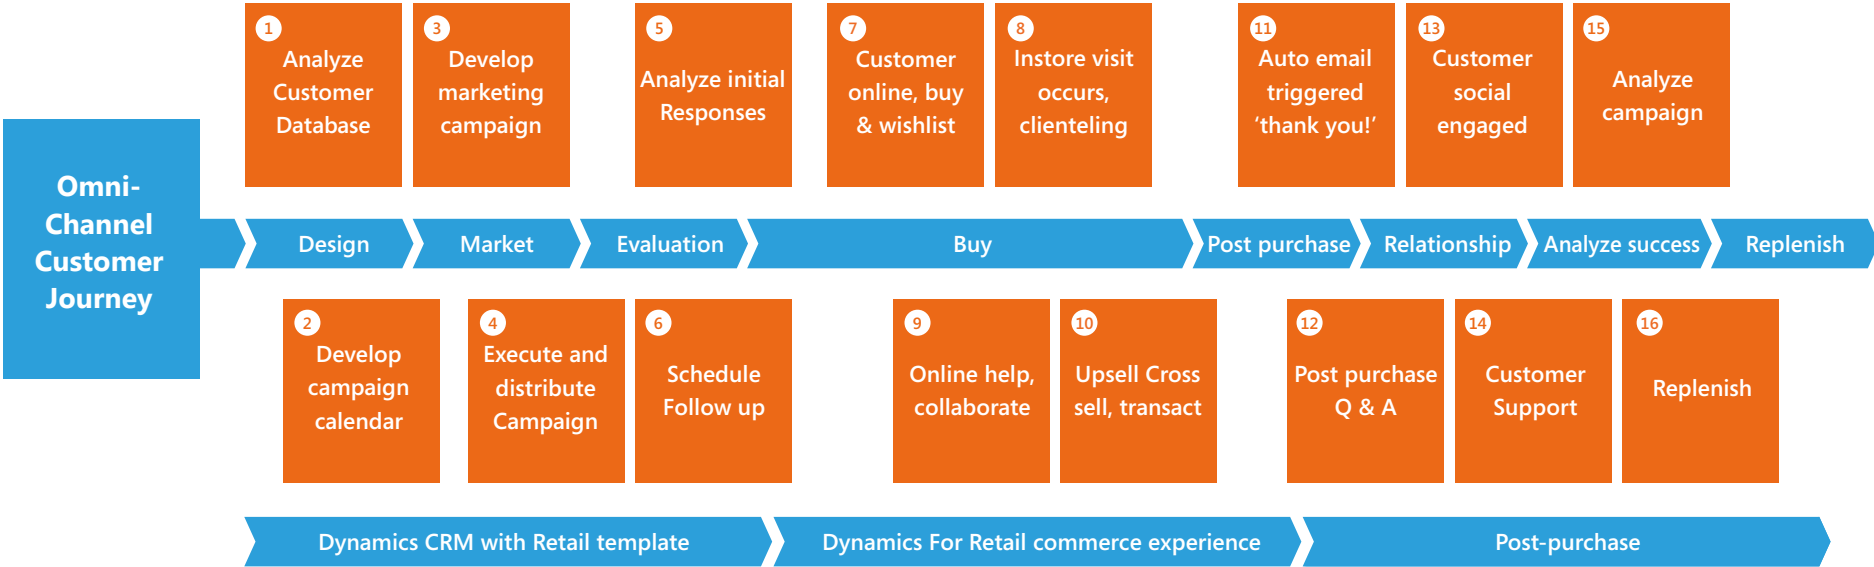 Omni-
Channel
Customer
Journey
1
Analyze
Customer
Database
3
Develop
marketing
campaign
5
Analyze initial
Responses
7
Customer
online, buy
& wishlist
8
Instore visit
occurs,
clienteling
11
Auto email
triggered
‘thank you!’
13
Customer
social
engaged
15
Analyze
campaign
Design
Market
Evaluation
Buy
Post purchase
Relationship
Analyze success
Replenish
2
Develop
campaign
calendar
4
Execute and
distribute
Campaign
6
Schedule
Follow up
9
Online help,
collaborate
10
Upsell Cross
sell, transact
12
Post purchase
Q & A
14
Customer
Support
16
Replenish
Dynamics CRM with Retail template
Dynamics For Retail commerce experience
Post-purchase